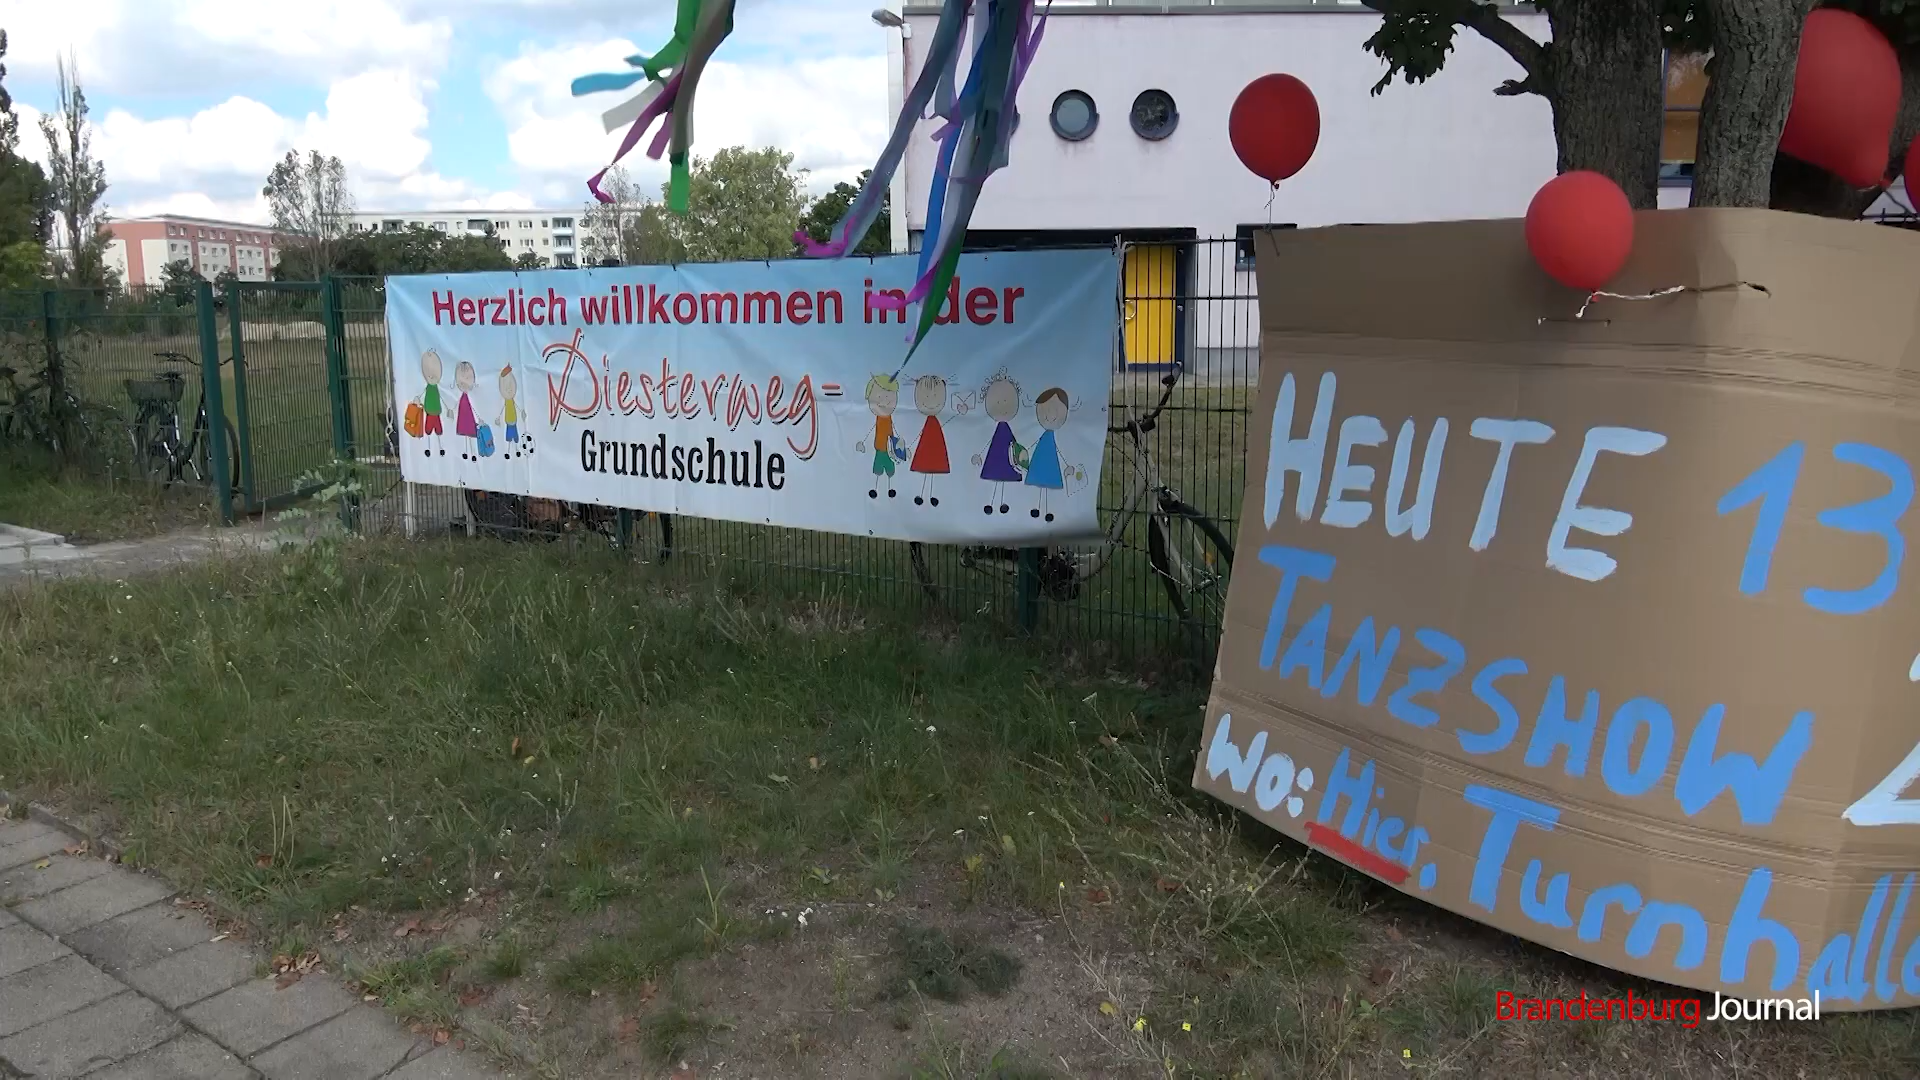 Herzlich willkommen in der
Diesterweg-
Grundschule
HEUTE 13
TANZSHOW
Wo: Hier, Turnhalle
Brandenburg Journal